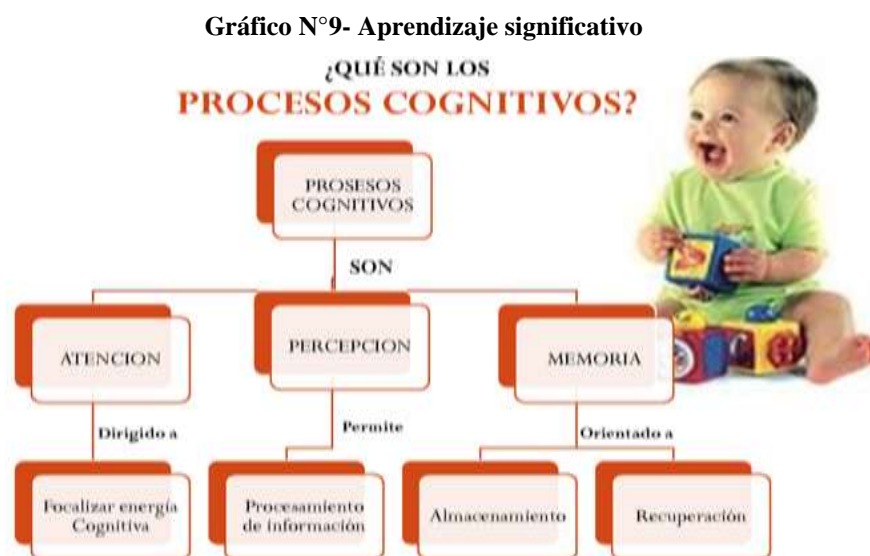 Gráfico N°9- Aprendizaje significativo
¿QUÉ SON LOS
PROCESOS COGNITIVOS?
PROSESOS
COGNITIVOS
SON
ATENCION
PERCEPCION
MEMORIA
Dirigido a
Permite
Orientado a
Focalizar energía
Cognitiva
Procesamiento
de información
Almacenamiento
Recuperación